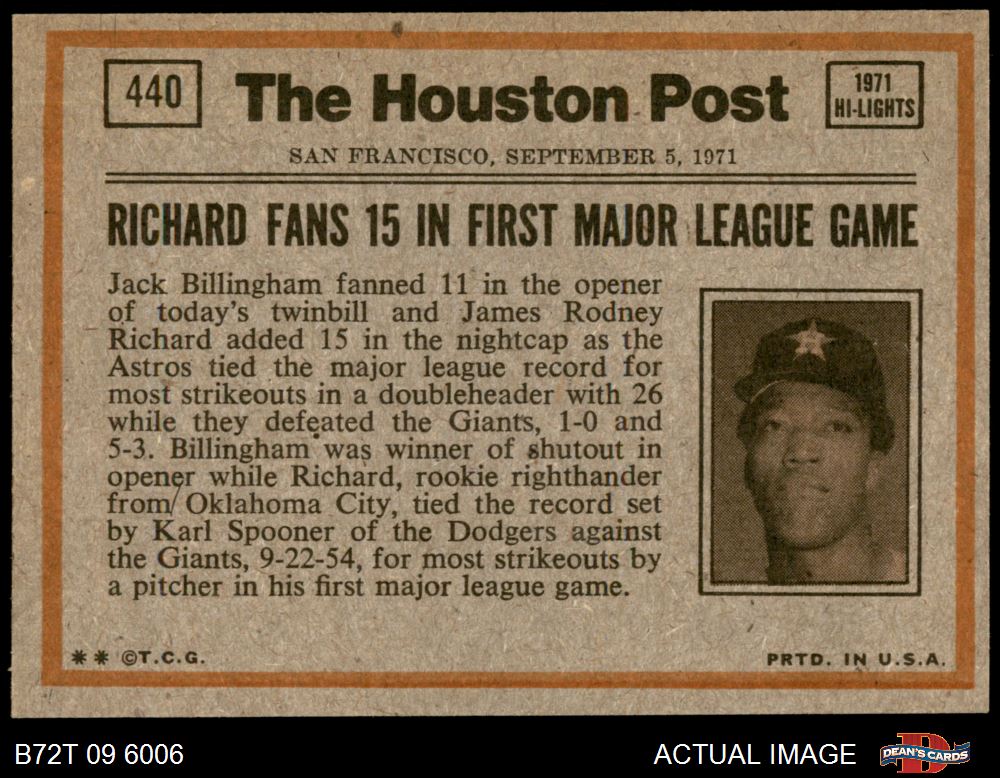 440
The Houston Post
1971
HI-LIGHTS
SAN FRANCISCO, SEPTEMBER 5, 1971
RICHARD FANS 15 IN FIRST MAJOR LEAGUE GAME
Jack Billingham fanned 11 in the opener
of today's twinbill and James Rodney
Richard added 15 in the nightcap as the
Astros tied the major league record for
most strikeouts in a doubleheader with 26
while they defeated the Giants, 1-0 and
5-3. Billingham was winner of shutout in
opener while Richard, rookie righthander
from Oklahoma City, tied the record set
by Karl Spooner of the Dodgers against
the Giants, 9-22-54, for most strikeouts by
a pitcher in his first major league game.
** ©T.C.G.
PRTD. IN U.S.A.
B72T 09 6006
ACTUAL IMAGE
D
DEAN'S CARDS